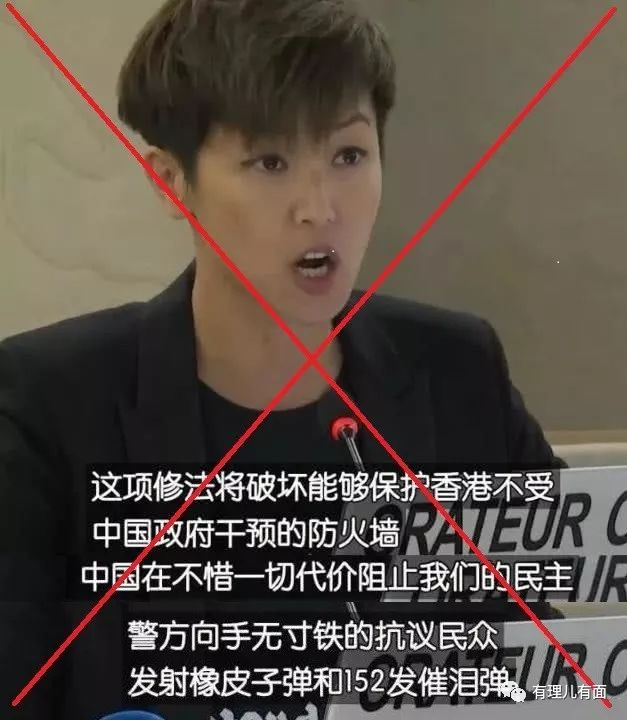 这项修法将破坏能够保护香港不受
中国政府干预的防火墙
中国在不惜一切代价阻止我们的民主
警方向手无寸铁的抗议民众
发射橡皮子弹和152发催泪弹
ORATEUR
ORATEUR
有理儿有面